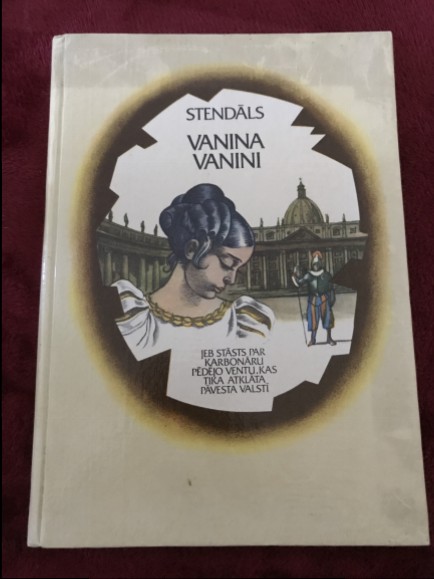 STENDĀLS
VANINA
VANINI
JEB STĀSTS PAR
KARBONĀRU
PĒDĒJO VENTU, KAS
TIKA ATKLĀTA
PĀVESTA VALSTĪ